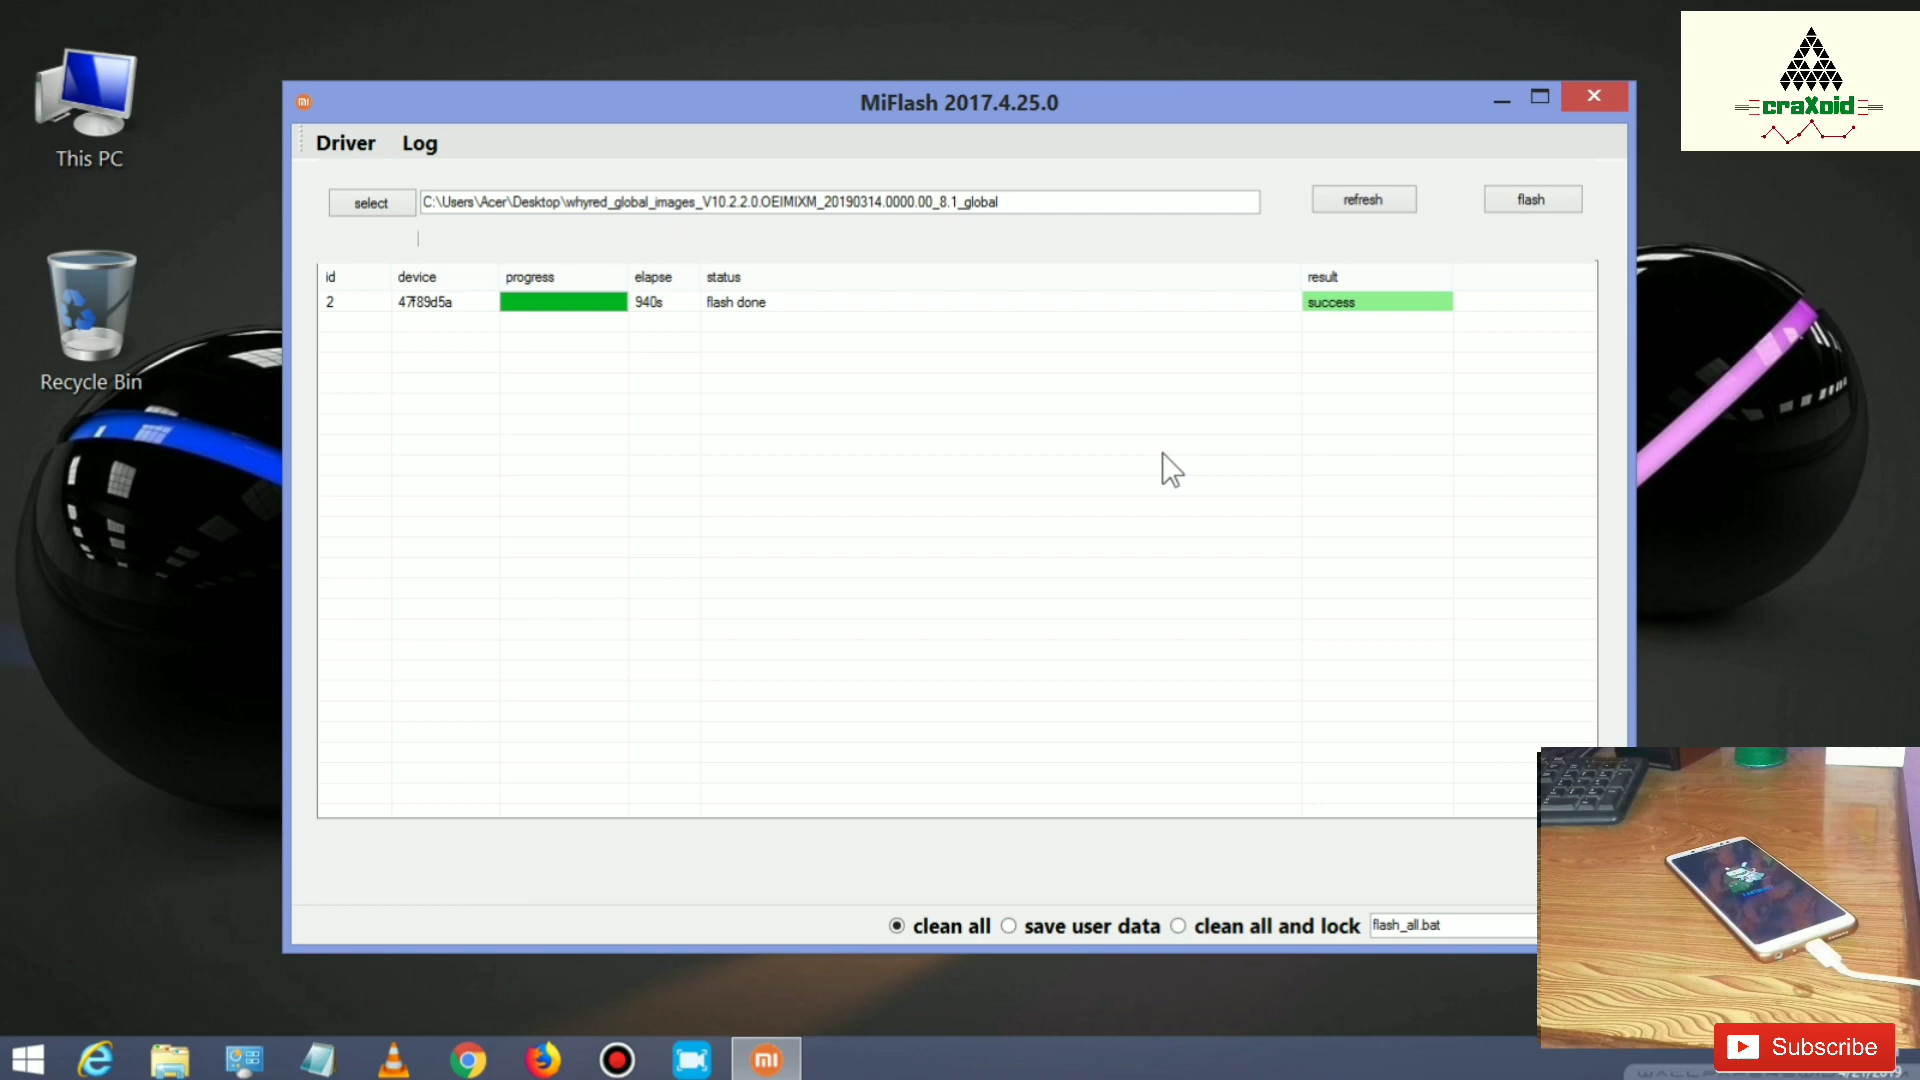 This PC
Recycle Bin
MiFlash 2017.4.25.0
Driver Log
select C:\Users\Acer\Desktop\whyred_global_images_V10.2.2.0.OEIMIXM_20190314.0000.00_8.1_global refresh flash
id device progress elapse status result
2 47f89d5a 940s flash done success
clean all save user data clean all and lock flash_all.bat
craXoid
Subscribe